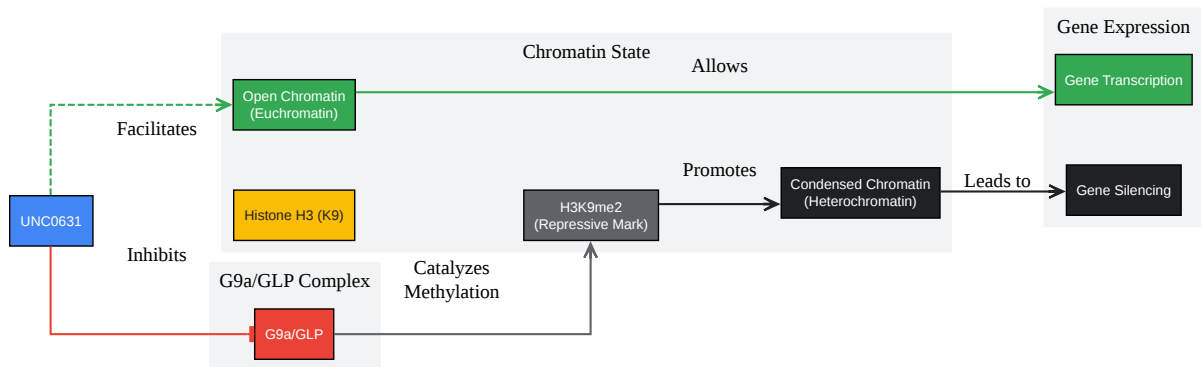 Gene Expression
Chromatin State
Allows
Open Chromatin
(Euchromatin)
Gene Transcription
Facilitates
Promotes
Condensed Chromatin
(Heterochromatin)
Leads to
Gene Silencing
UNC0631
Histone H3 (K9)
H3K9me2
(Repressive Mark)
Inhibits
G9a/GLP Complex
Catalyzes
Methylation
G9a/GLP